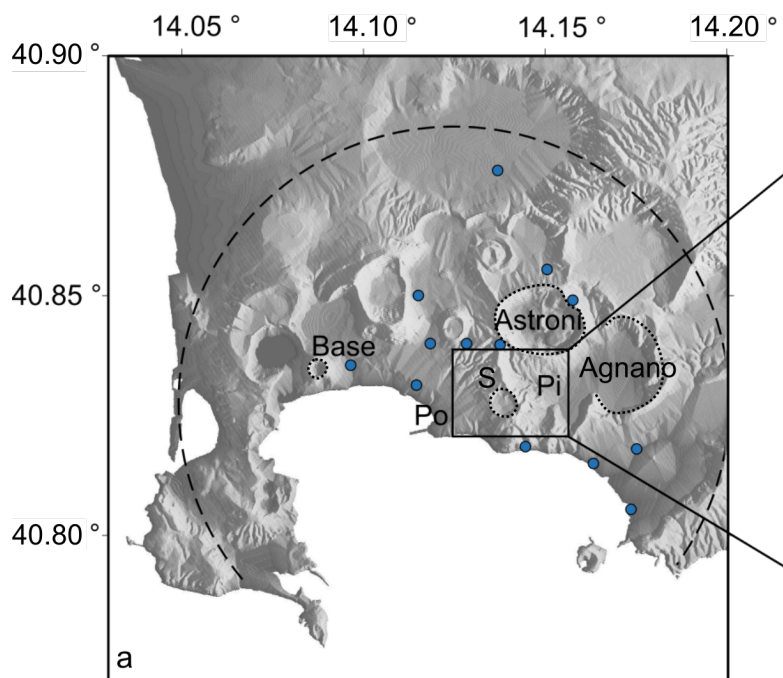 14.05 °
14.10 °
14.15 °
14.20 °
40.90 °
40.85 °
40.80 °
Astroni
Base
Agnano
S
Pi
Po
a